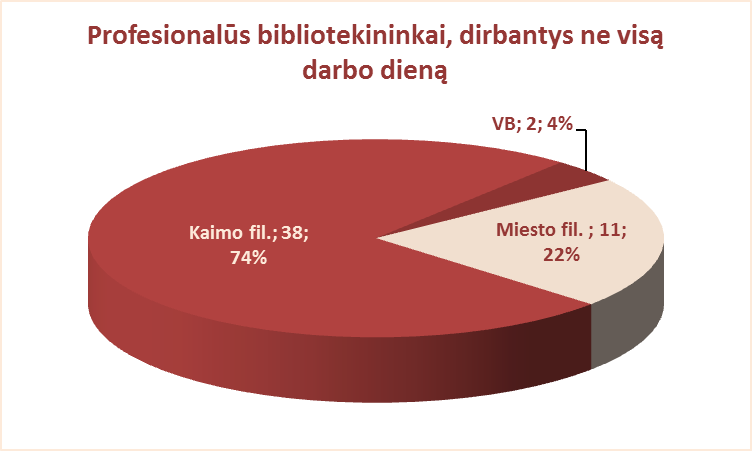 Profesionalūs bibliotekininkai, dirbantys ne visą
darbo dieną
VB; 2; 4%
Kaimo fil.; 38;
74%
Miesto fil. ; 11;
22%